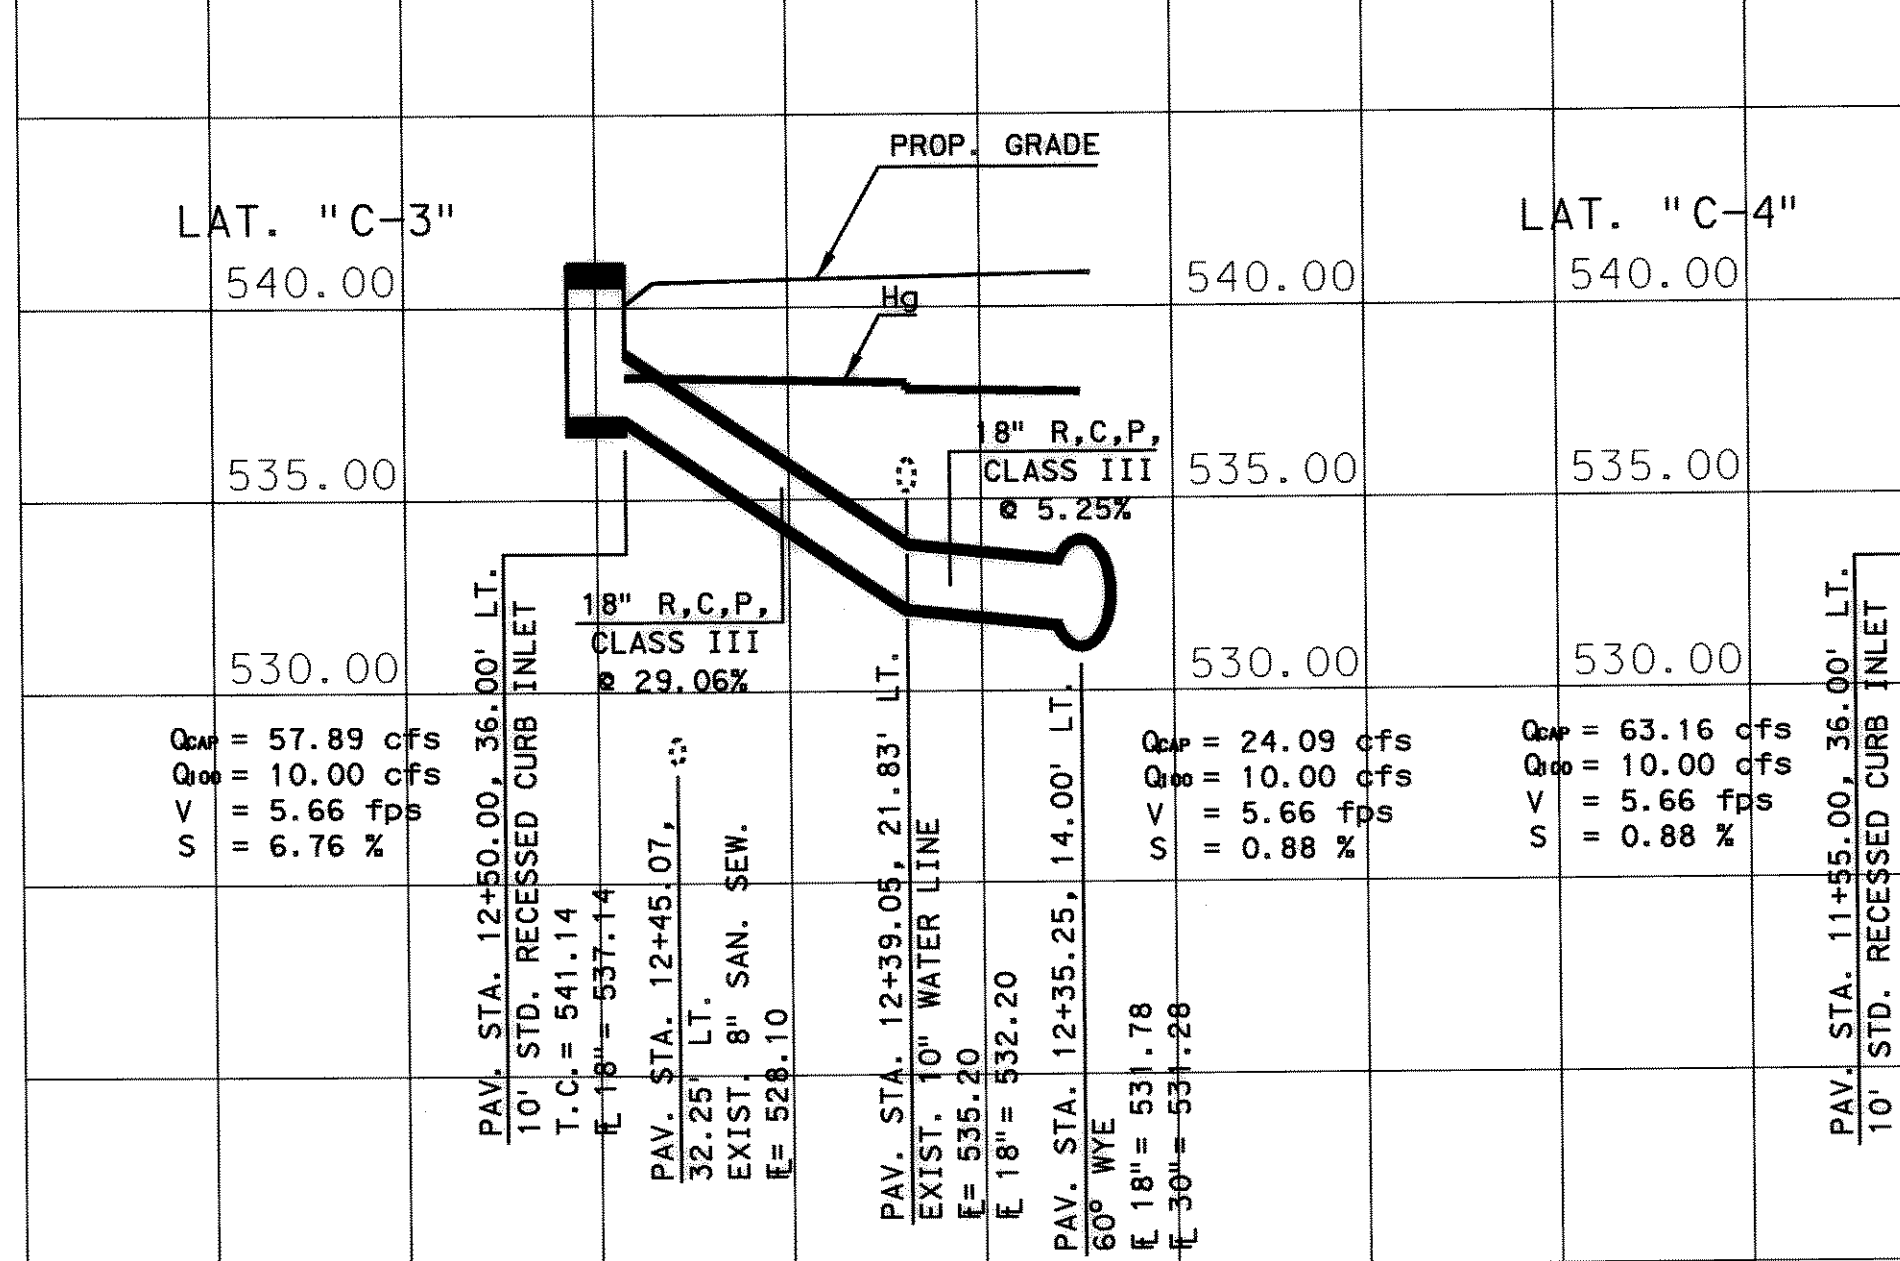 PROP. GRADE
LAT. "C-3"
LAT. "C-4"
540.00
540.00
540.00
Hg
535.00
18" R,C,P,
CLASS III
@ 5.25%
535.00
535.00
18" R,C,P,
CLASS III
@ 29.06%
530.00
530.00
530.00
QCAP = 57.89 cfs
Q100 = 10.00 cfs
V = 5.66 fps
S = 6.76 %
PAV. STA. 12+50.00, 36.00' LT.
10' STD. RECESSED CURB INLET
T.C. = 541.14
FL 18" = 537.14
PAV. STA. 12+45.07,
32.25' LT.
EXIST. 8" SAN. SEW.
FL= 528.10
PAV. STA. 12+39.05, 21.83' LT.
EXIST. 10" WATER LINE
FL= 535.20
FL 18"= 532.20
PAV. STA. 12+35.25, 14.00' LT.
60° WYE
FL 18"= 531.78
FL 30"= 531.28
QCAP = 24.09 cfs
Q100 = 10.00 cfs
V = 5.66 fps
S = 0.88 %
QCAP = 63.16 cfs
Q100 = 10.00 cfs
V = 5.66 fps
S = 0.88 %
PAV. STA. 11+55.00, 36.00' LT.
10' STD. RECESSED CURB INLET